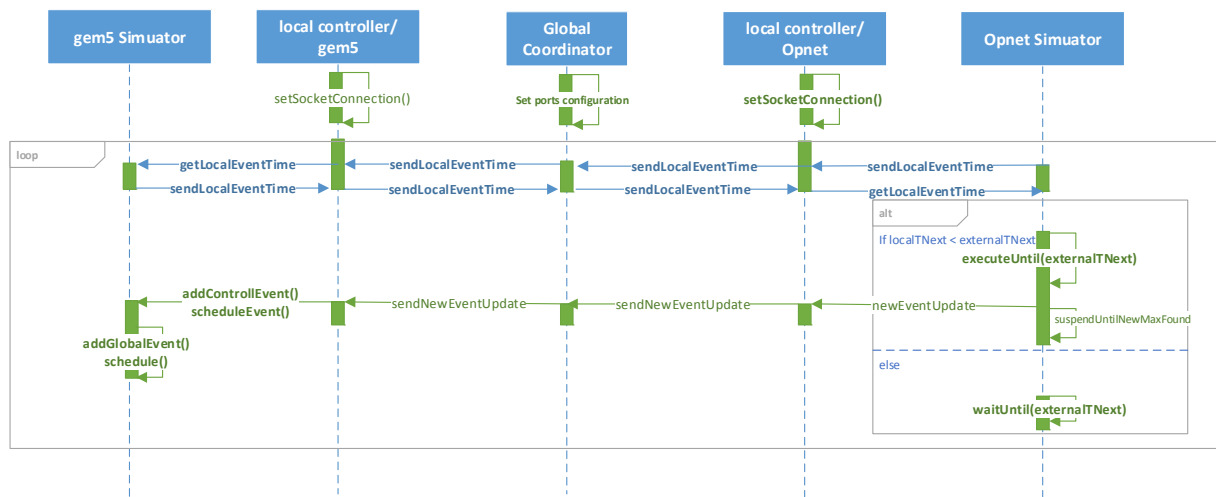 gem5 Simuator
local controller/
gem5
Global
Coordinator
local controller/
Opnet
Opnet Simuator
setSocketConnection()
Set ports configuration
setSocketConnection()
loop
getLocalEventTime
sendLocalEventTime
sendLocalEventTime
sendLocalEventTime
sendLocalEventTime
sendLocalEventTime
sendLocalEventTime
getLocalEventTime
alt
If localTNext < externalTNext
executeUntil(externalTNext)
addControllEvent()
scheduleEvent()
sendNewEventUpdate
sendNewEventUpdate
newEventUpdate
suspendUntilNewMaxFound
addGlobalEvent()
schedule()
else
waitUntil(externalTNext)